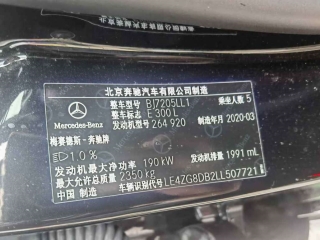 北京奔驰汽车有限公司制造
整车型号 BJ7205LL1 乘坐人数 5
整车标志 E 300 L
Mercedes-Benz 发动机型号 264 920 制造年月 2020-03
梅赛德斯-奔驰牌
1.0%
发动机最大净功率 190 kW 发动机排量 1991 mL
最大允许总质量 2350 kg
中国 北京 车辆识别代号 LE4ZG8DB2LL507721